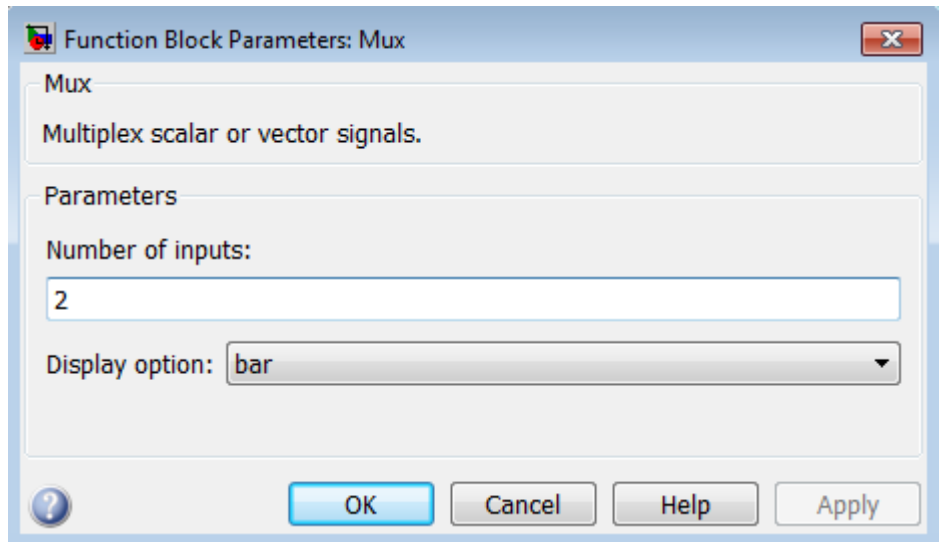 Function Block Parameters: Mux
Mux
Multiplex scalar or vector signals.
Parameters
Number of inputs:
2
Display option: bar
OK Cancel Help Apply